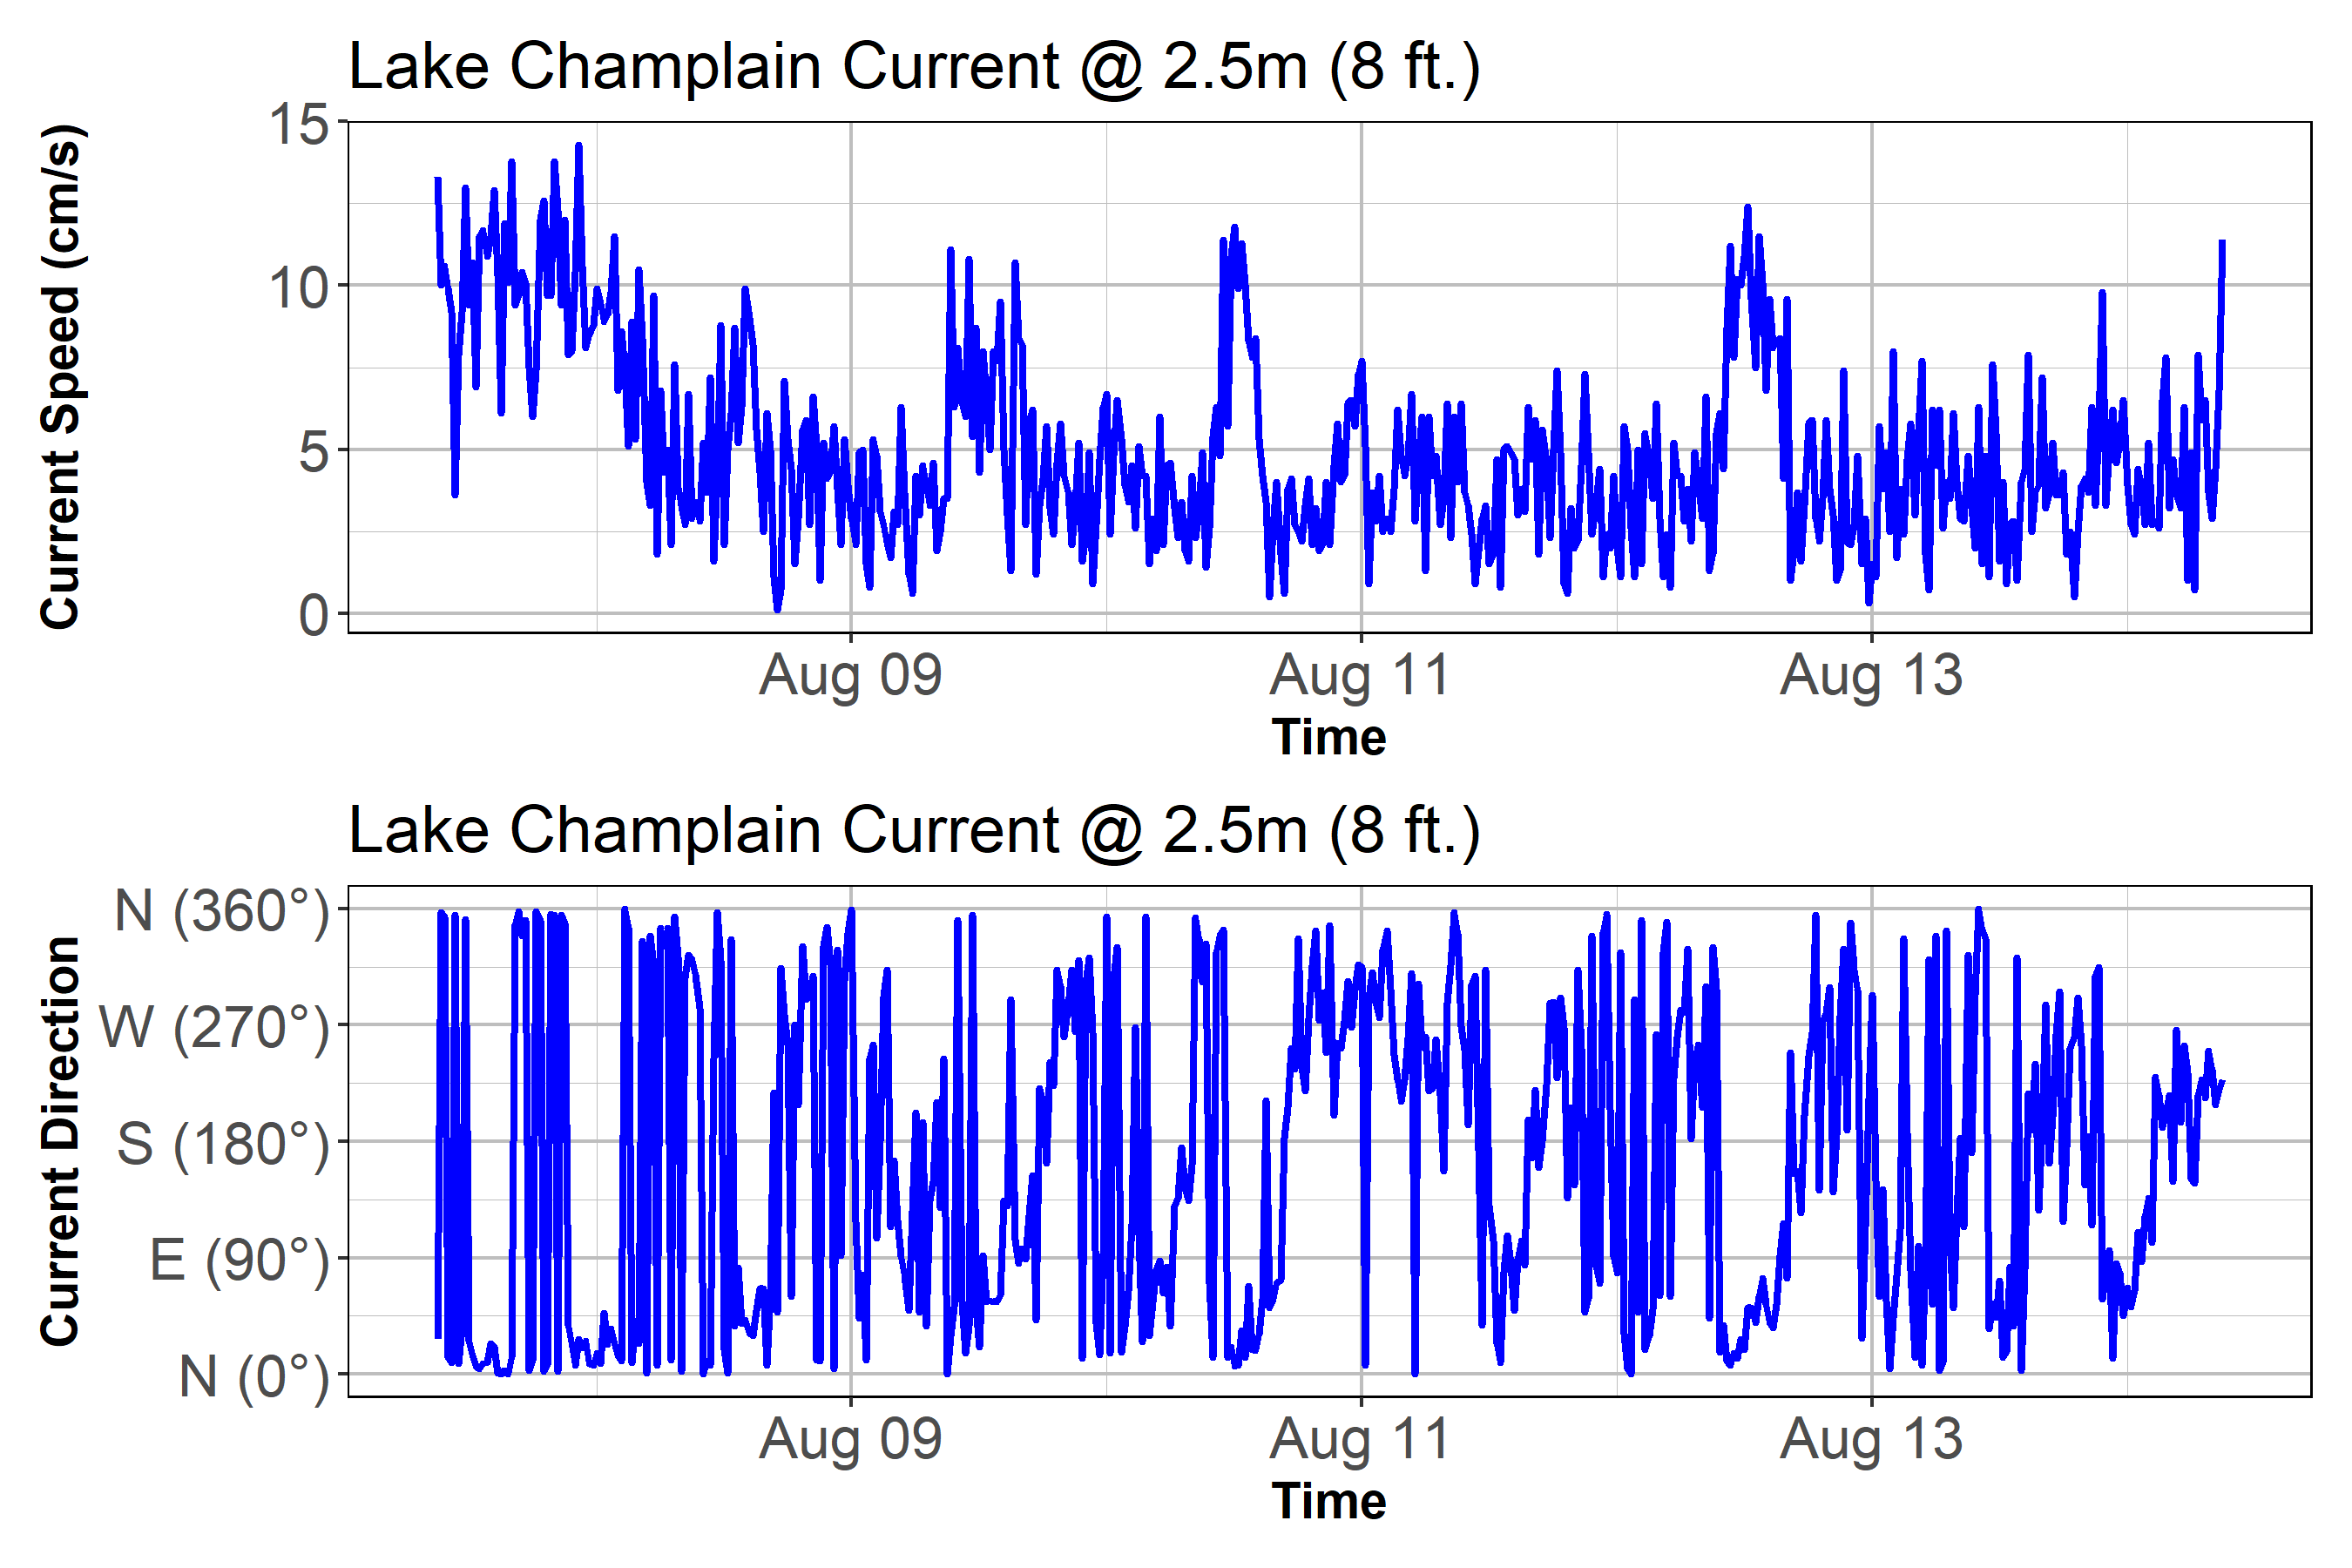 Lake Champlain Current @ 2.5m (8 ft.)
Current Speed (cm/s)
15
10
5
0
Aug 09 Aug 11 Aug 13
Time
Lake Champlain Current @ 2.5m (8 ft.)
Current Direction
N (360°)
W (270°)
S (180°)
E (90°)
N (0°)
Aug 09 Aug 11 Aug 13
Time